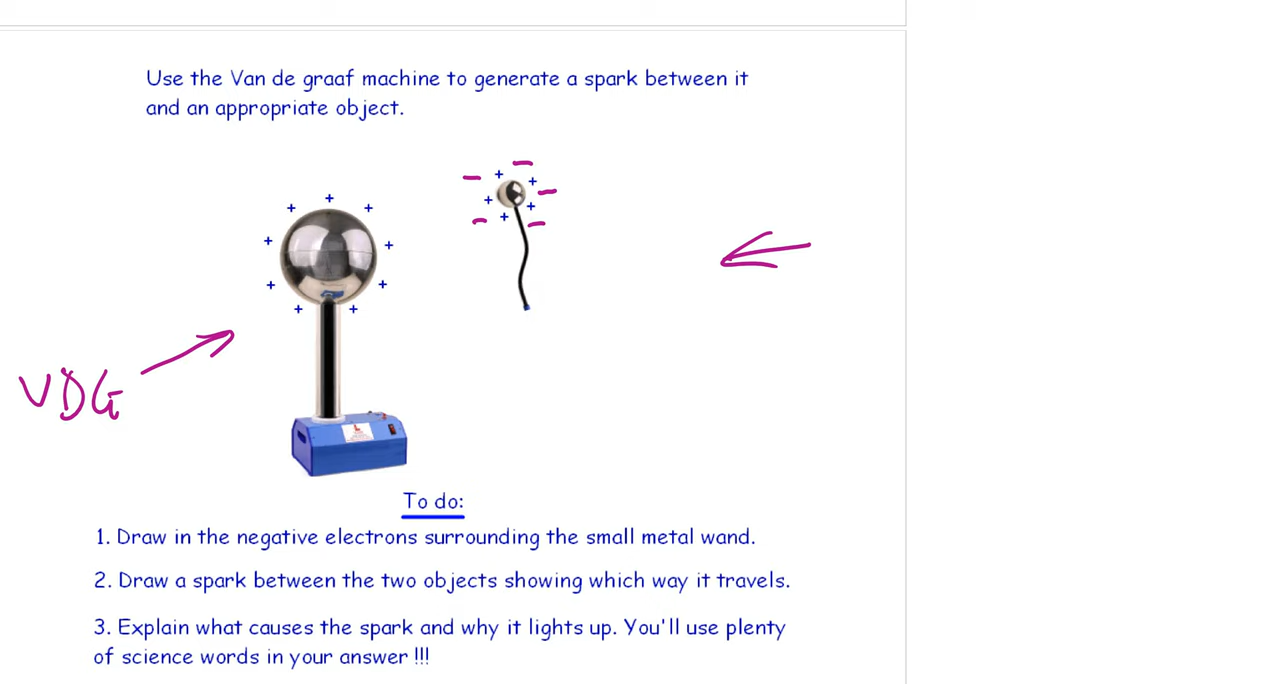 Use the Van de graaf machine to generate a spark between it
and an appropriate object.
VDG
To do:
1. Draw in the negative electrons surrounding the small metal wand.
2. Draw a spark between the two objects showing which way it travels.
3. Explain what causes the spark and why it lights up. You'll use plenty
of science words in your answer !!!